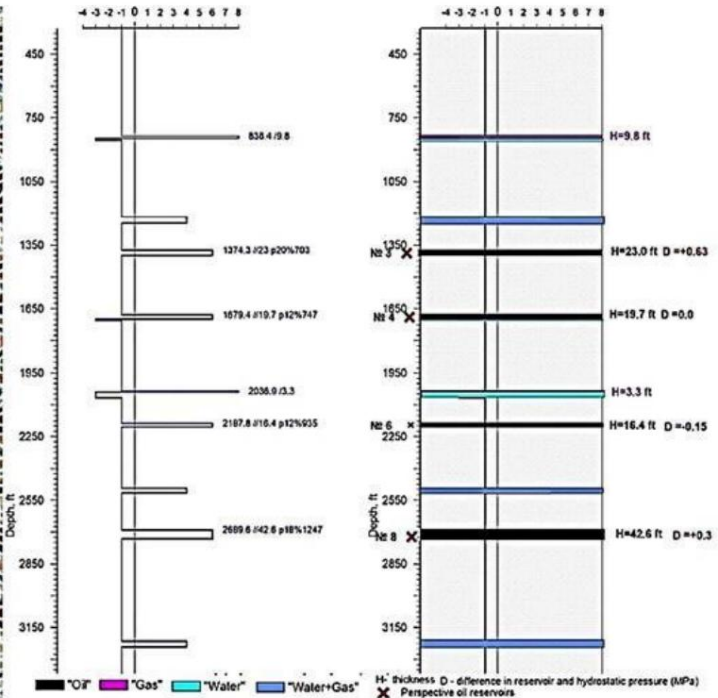 -4 -3 -2 -1 0 1 2 3 4 5 6 7 8
-4 -3 -2 -1 0 1 2 3 4 5 6 7 8
450
450
750
750
838.4 /9.8
H=9.8 ft
1050
1050
1350
1350
1374.3 //23 p20%703
№ 3
H=23.0 ft D =+0.63
1650
1650
1679.4 //19.7 p12%747
№ 4
H=19.7 ft D =0.0
1950
1950
2036.9 /3.3
H=3.3 ft
2187.8 //16.4 p12%935
№ 6
H=16.4 ft D =-0.15
2250
2250
2550
2550
Depth, ft
Depth, ft
2689.6 //42.6 p18%1247
№ 8
H=42.6 ft D =+0.3
2850
2850
3150
3150
"Oil" "Gas" "Water" "Water+Gas"
H- thickness D - difference in reservoir and hydrostatic pressure (MPa)
Perspective oil reservoirs